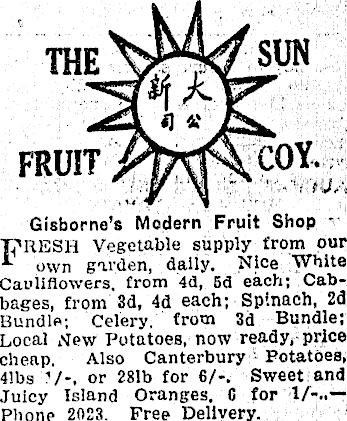 THE SUN
新大
司公
FRUIT COY.
Gisborne's Modern Fruit Shop
FRESH Vegetable supply from our
own garden, daily. Nice White
Cauliflowers, from 4d, 5d each; Cab-
bages, from 3d, 4d each; Spinach, 2d
Bundle; Celery, from 3d Bundle;
Local New Potatoes, now ready, price
cheap. Also Canterbury Potatoes,
4lbs 1/-, or 28lb for 6/-. Sweet and
Juicy Island Oranges, 6 for 1/-.—
Phone 2023. Free Delivery.